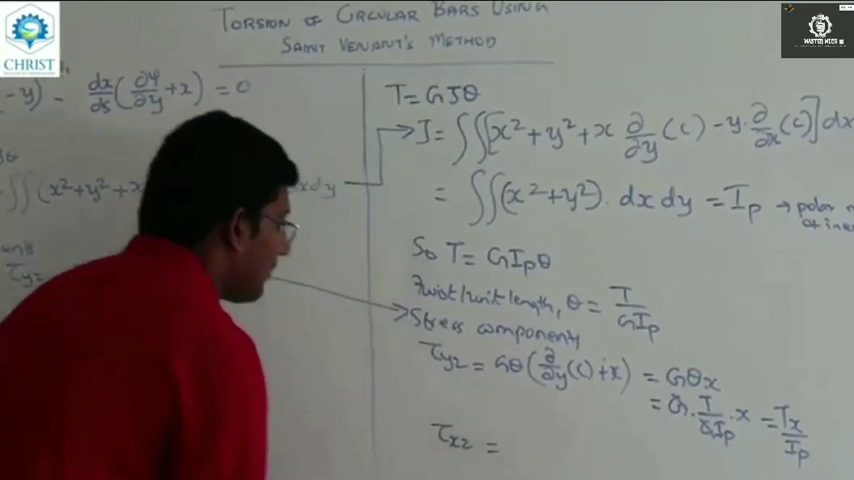 CHRIST
MASTER MECH
TORSION OF CIRCULAR BARS USING
SAINT VENANT'S METHOD
-y) - dx/ds (∂Ψ/∂y + x) = 0
∬(x² + y² + x
dxdy
τyz
T = GJθ
J = ∬[x² + y² + x ∂/∂y (c) - y·∂/∂x (c)] dx
= ∬(x² + y²)·dx dy = Ip → polar
So T = GIpθ
Twist/unit length, θ = T/GIp
Stress components
τyz = Gθ(∂/∂y (c) + x) = Gθx
= G·T/GIp·x = Tx/Ip
τxz =